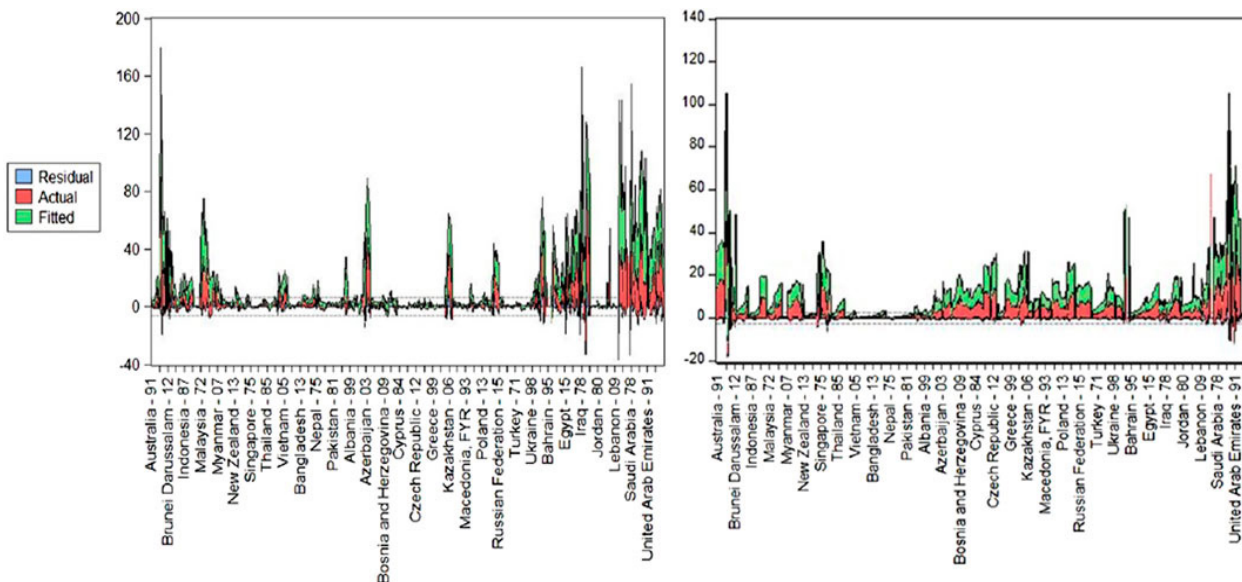 200
160
120
80
40
0
-40
Residual
Actual
Fitted
Australia - 91
Brunei Darussalam - 12
Indonesia - 87
Malaysia - 72
Myanmar - 07
New Zealand - 13
Singapore - 75
Thailand - 85
Vietnam - 05
Bangladesh - 13
Nepal - 75
Pakistan - 81
Albania - 99
Azerbaijan - 03
Bosnia and Herzegovina - 09
Cyprus - 84
Czech Republic - 12
Greece - 99
Kazakhstan - 06
Macedonia, FYR - 93
Poland - 13
Russian Federation - 15
Turkey - 71
Ukraine - 98
Bahrain - 95
Egypt - 15
Iraq - 78
Jordan - 80
Lebanon - 09
Saudi Arabia - 78
United Arab Emirates - 91
140
120
100
80
60
40
20
0
-20
Australia - 91
Brunei Darussalam - 12
Indonesia - 87
Malaysia - 72
Myanmar - 07
New Zealand - 13
Singapore - 75
Thailand - 85
Vietnam - 05
Bangladesh - 13
Nepal - 75
Pakistan - 81
Albania - 99
Azerbaijan - 03
Bosnia and Herzegovina - 09
Cyprus - 84
Czech Republic - 12
Greece - 99
Kazakhstan - 06
Macedonia, FYR - 93
Poland - 13
Russian Federation - 15
Turkey - 71
Ukraine - 98
Bahrain - 95
Egypt - 15
Iraq - 78
Jordan - 80
Lebanon - 09
Saudi Arabia - 78
United Arab Emirates - 91